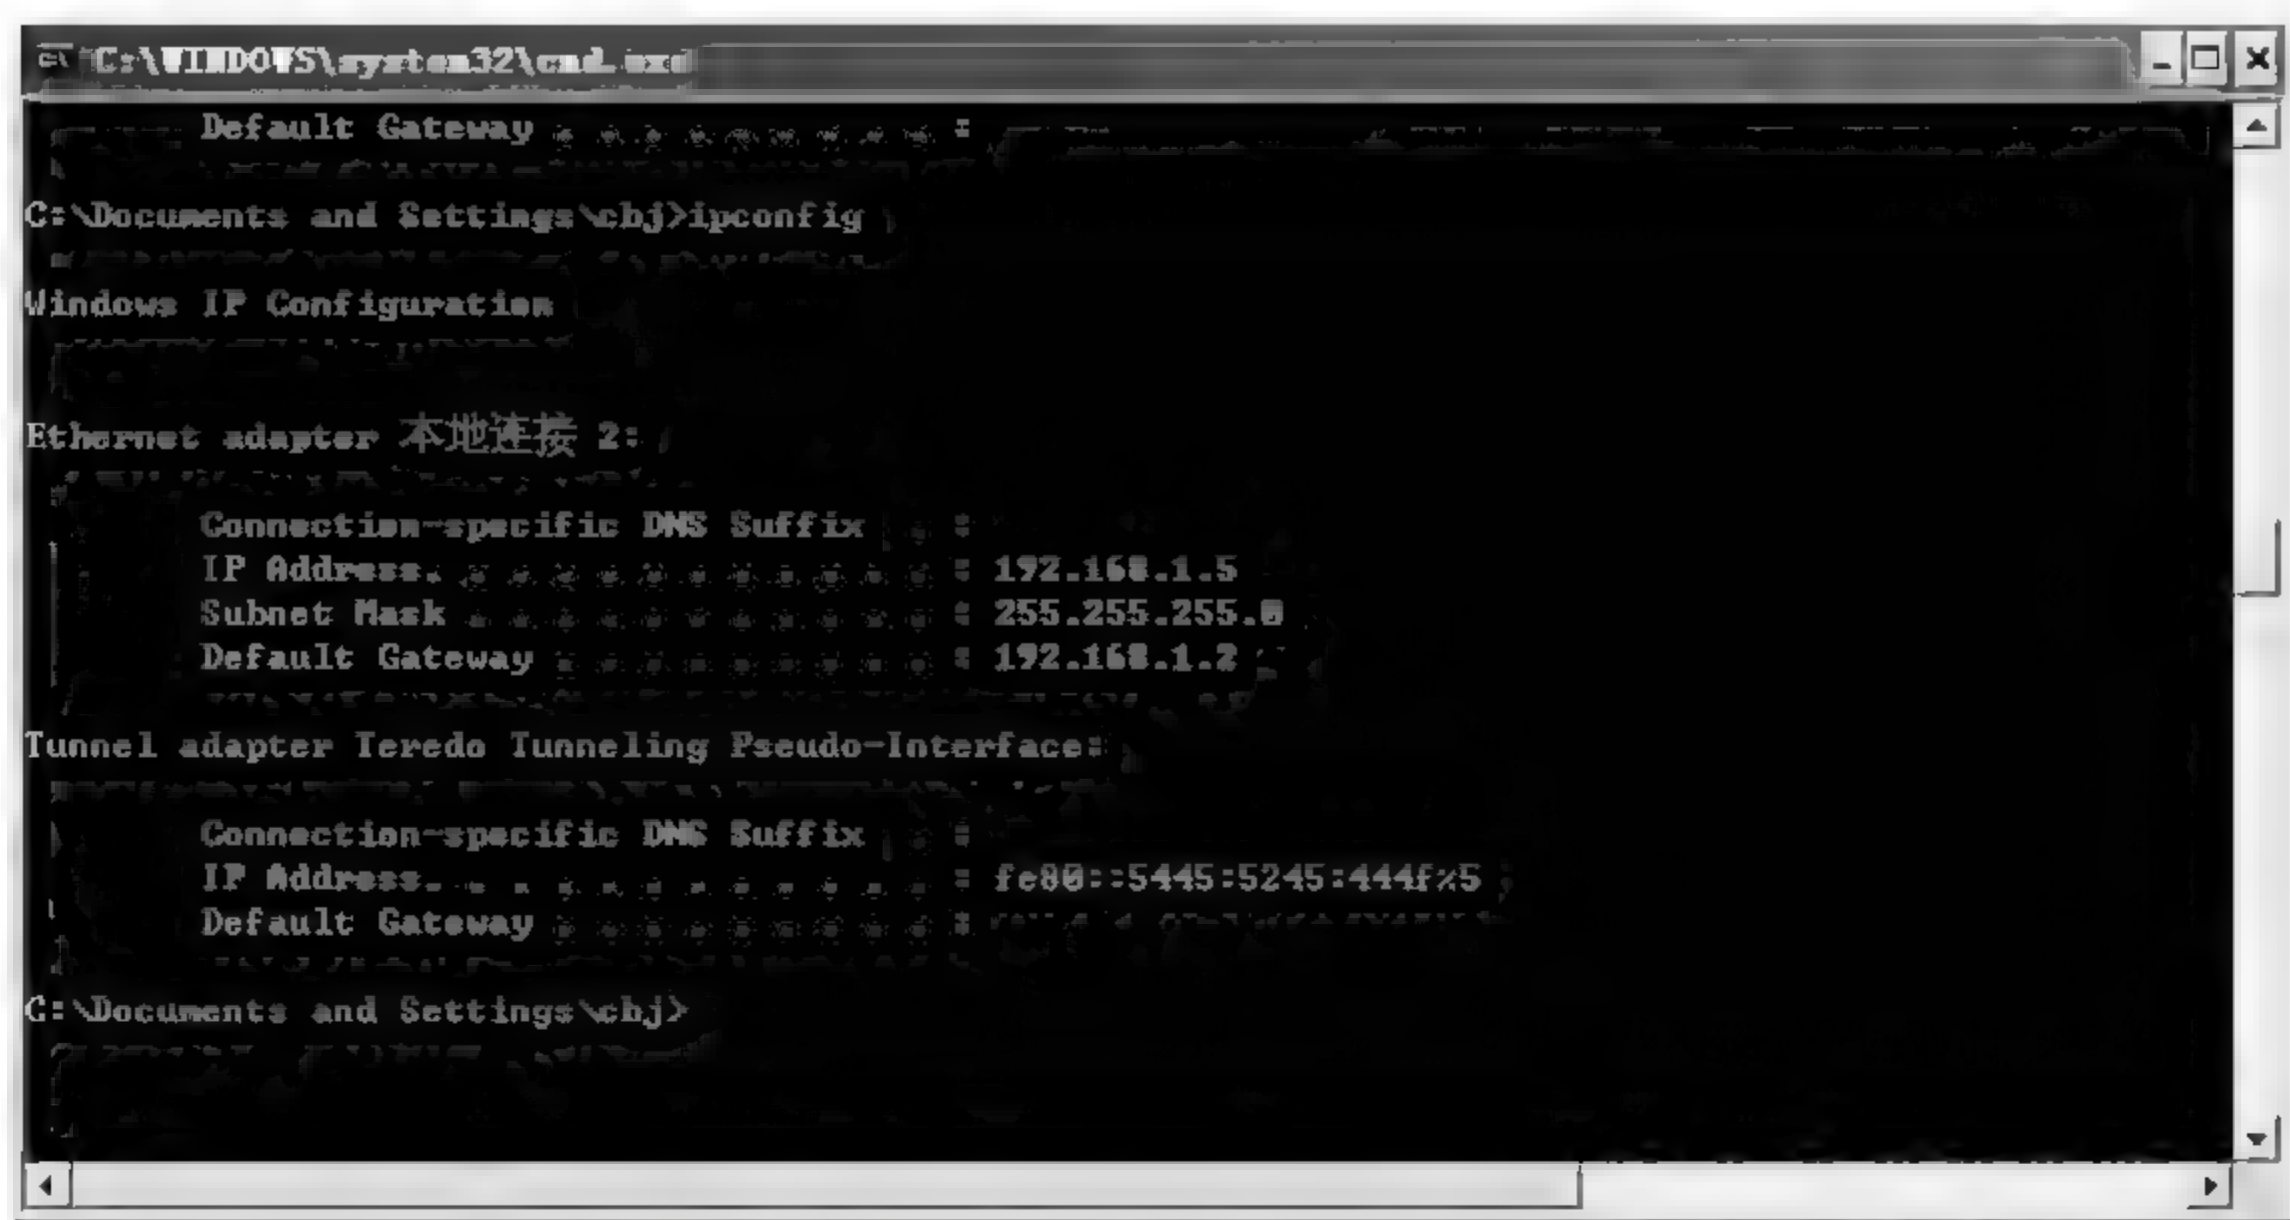 C:\WINDOWS\system32\cmd.exe
Default Gateway . . . . . . . . . :
C:\Documents and Settings\cbj>ipconfig
Windows IP Configuration
Ethernet adapter 本地连接 2:
Connection-specific DNS Suffix  . :
IP Address. . . . . . . . . . . . : 192.168.1.5
Subnet Mask . . . . . . . . . . . : 255.255.255.0
Default Gateway . . . . . . . . . : 192.168.1.2
Tunnel adapter Teredo Tunneling Pseudo-Interface:
Connection-specific DNS Suffix  . :
IP Address. . . . . . . . . . . . : fe80::5445:5245:444f%5
Default Gateway . . . . . . . . . :
C:\Documents and Settings\cbj>